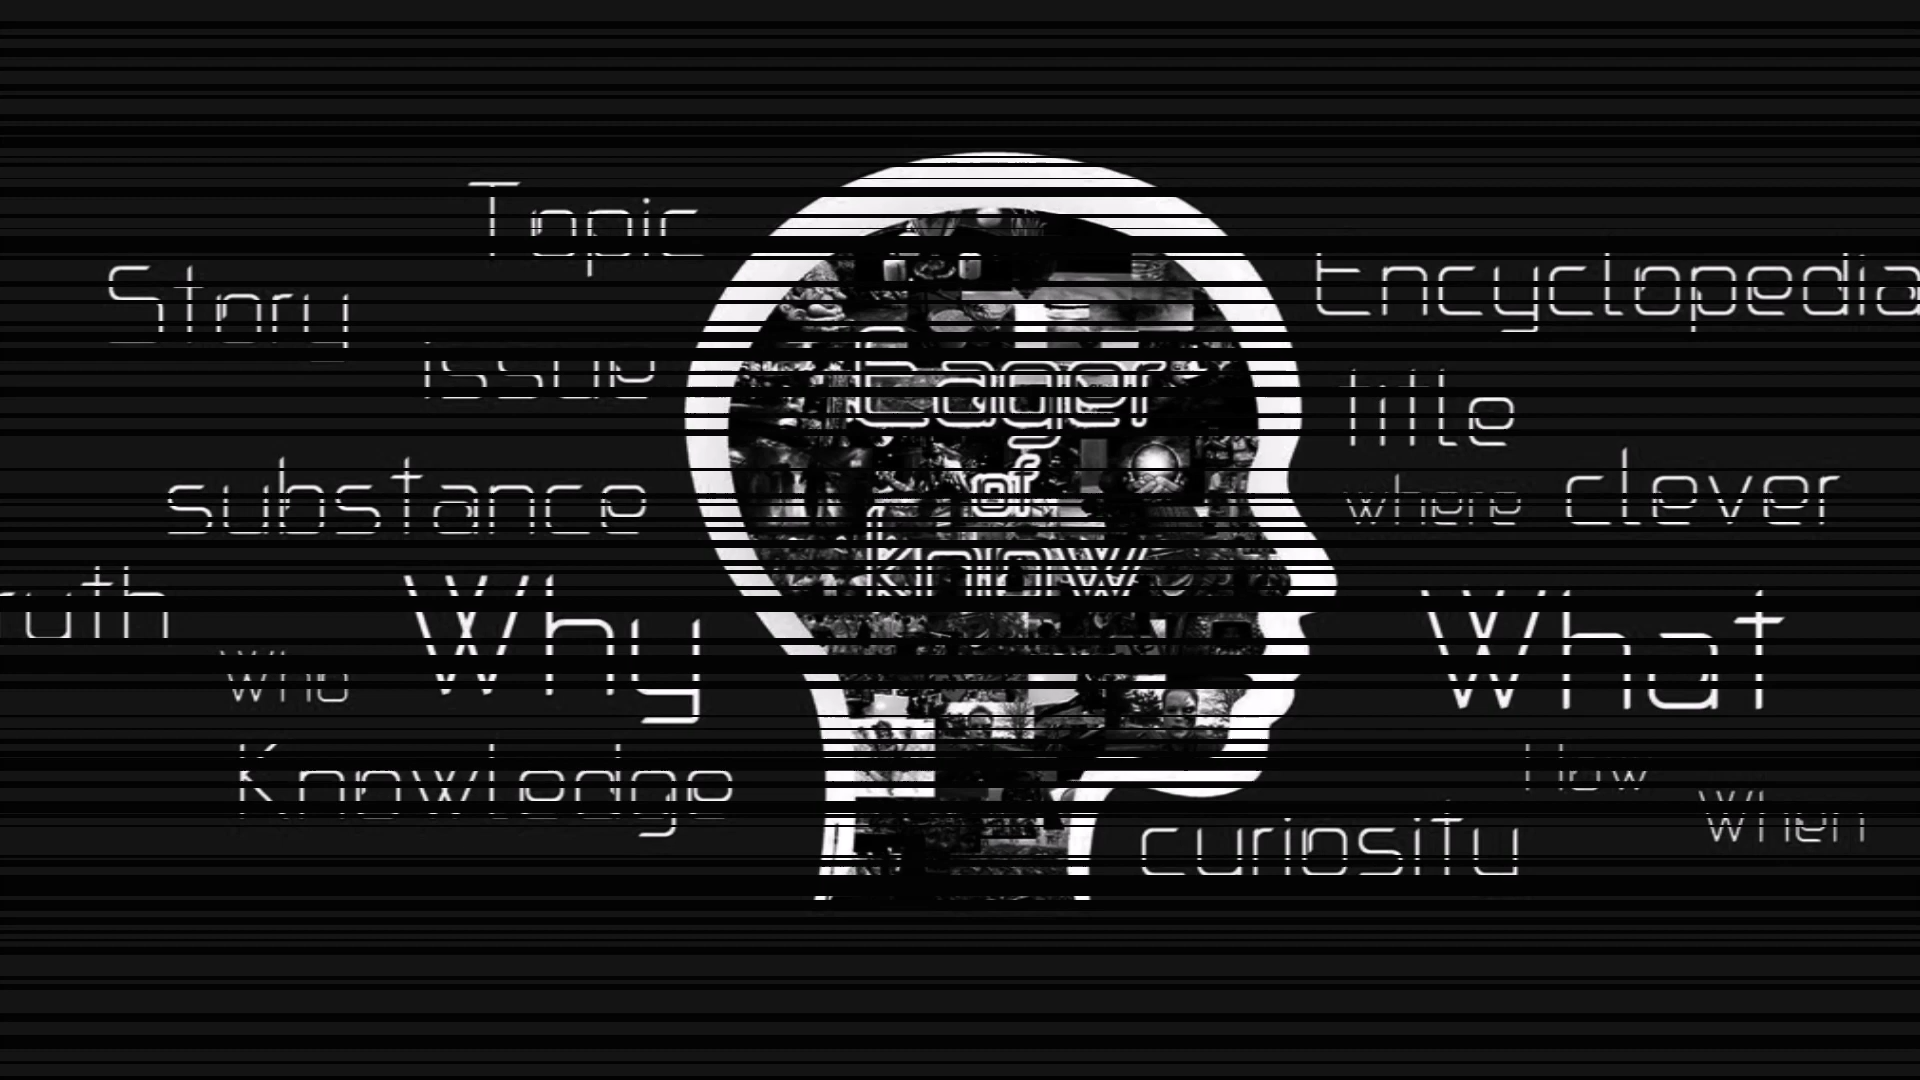 Topic
Story
issue
substance
ruth
Why
who
Knowledge
Eager
of
Know
Encyclopedia
title
where clever
What
How
When
curiosity